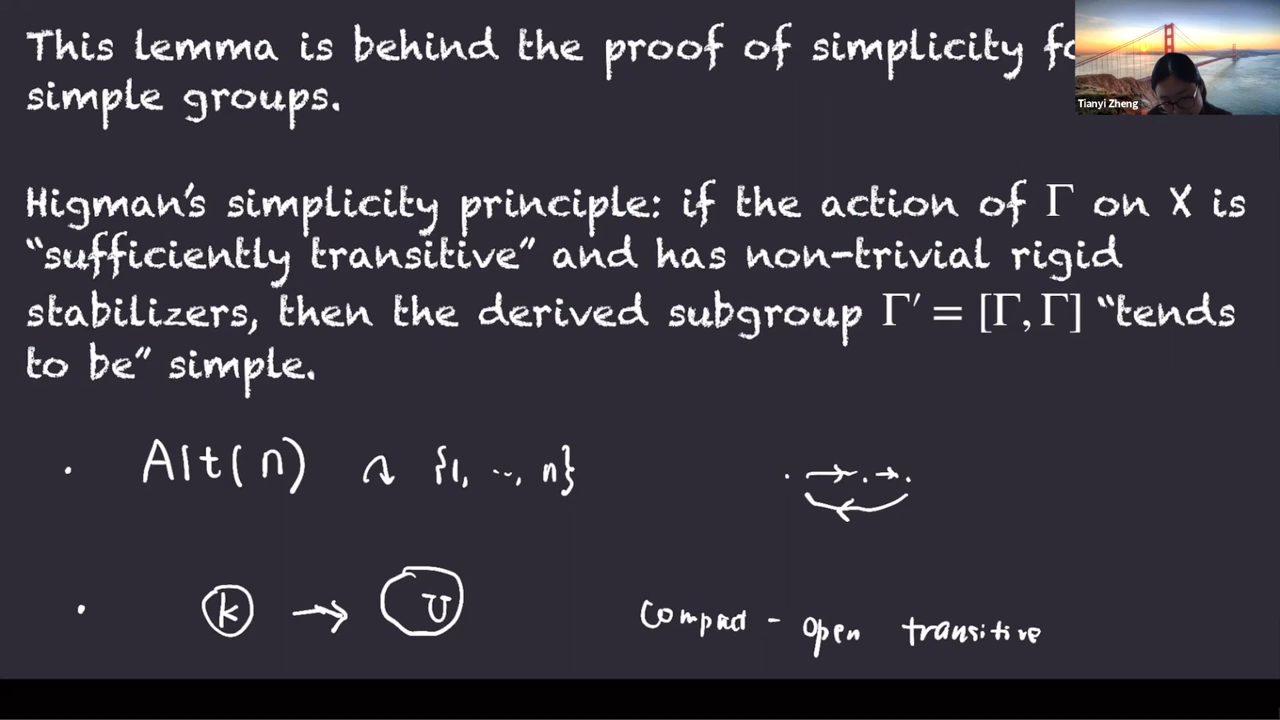 This lemma is behind the proof of simplicity fo
simple groups.
Tianyi Zheng
Higman's simplicity principle: if the action of Γ on X is
"sufficiently transitive" and has non-trivial rigid
stabilizers, then the derived subgroup Γ′ = [Γ, Γ] "tends
to be" simple.
· Alt(n) ↷ {1, ..., n}
· K → U compact - open transitive